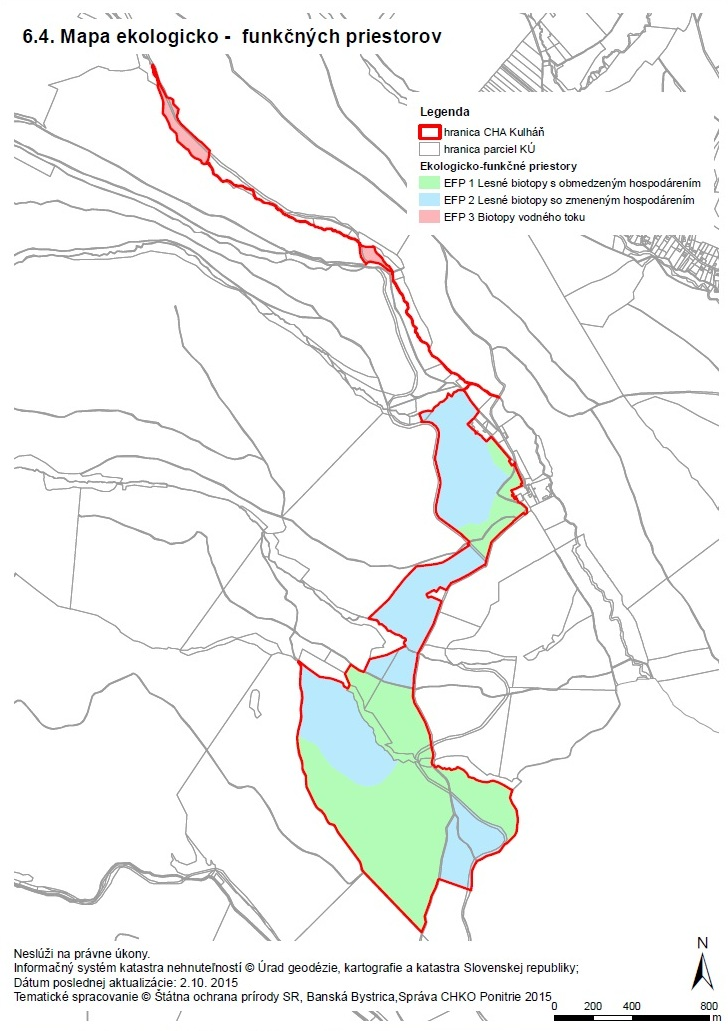 6.4. Mapa ekologicko - funkčných priestorov
Legenda
hranica CHA Kulháň
hranica parciel KÚ
Ekologicko-funkčné priestory
EFP 1 Lesné biotopy s obmedzeným hospodárením
EFP 2 Lesné biotopy so zmeneným hospodárením
EFP 3 Biotopy vodného toku
Neslúži na právne úkony.
Informačný systém katastra nehnuteľností © Úrad geodézie, kartografie a katastra Slovenskej republiky;
Dátum poslednej aktualizácie: 2.10. 2015
Tematické spracovanie © Štátna ochrana prírody SR, Banská Bystrica,Správa CHKO Ponitrie 2015
N
0 200 400 800
m